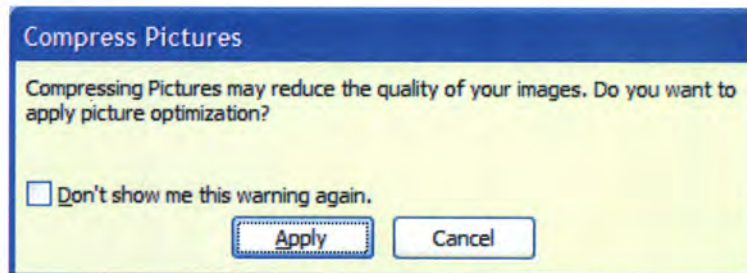 Compress Pictures
Compressing Pictures may reduce the quality of your images. Do you want to
apply picture optimization?
Don't show me this warning again.
Apply Cancel